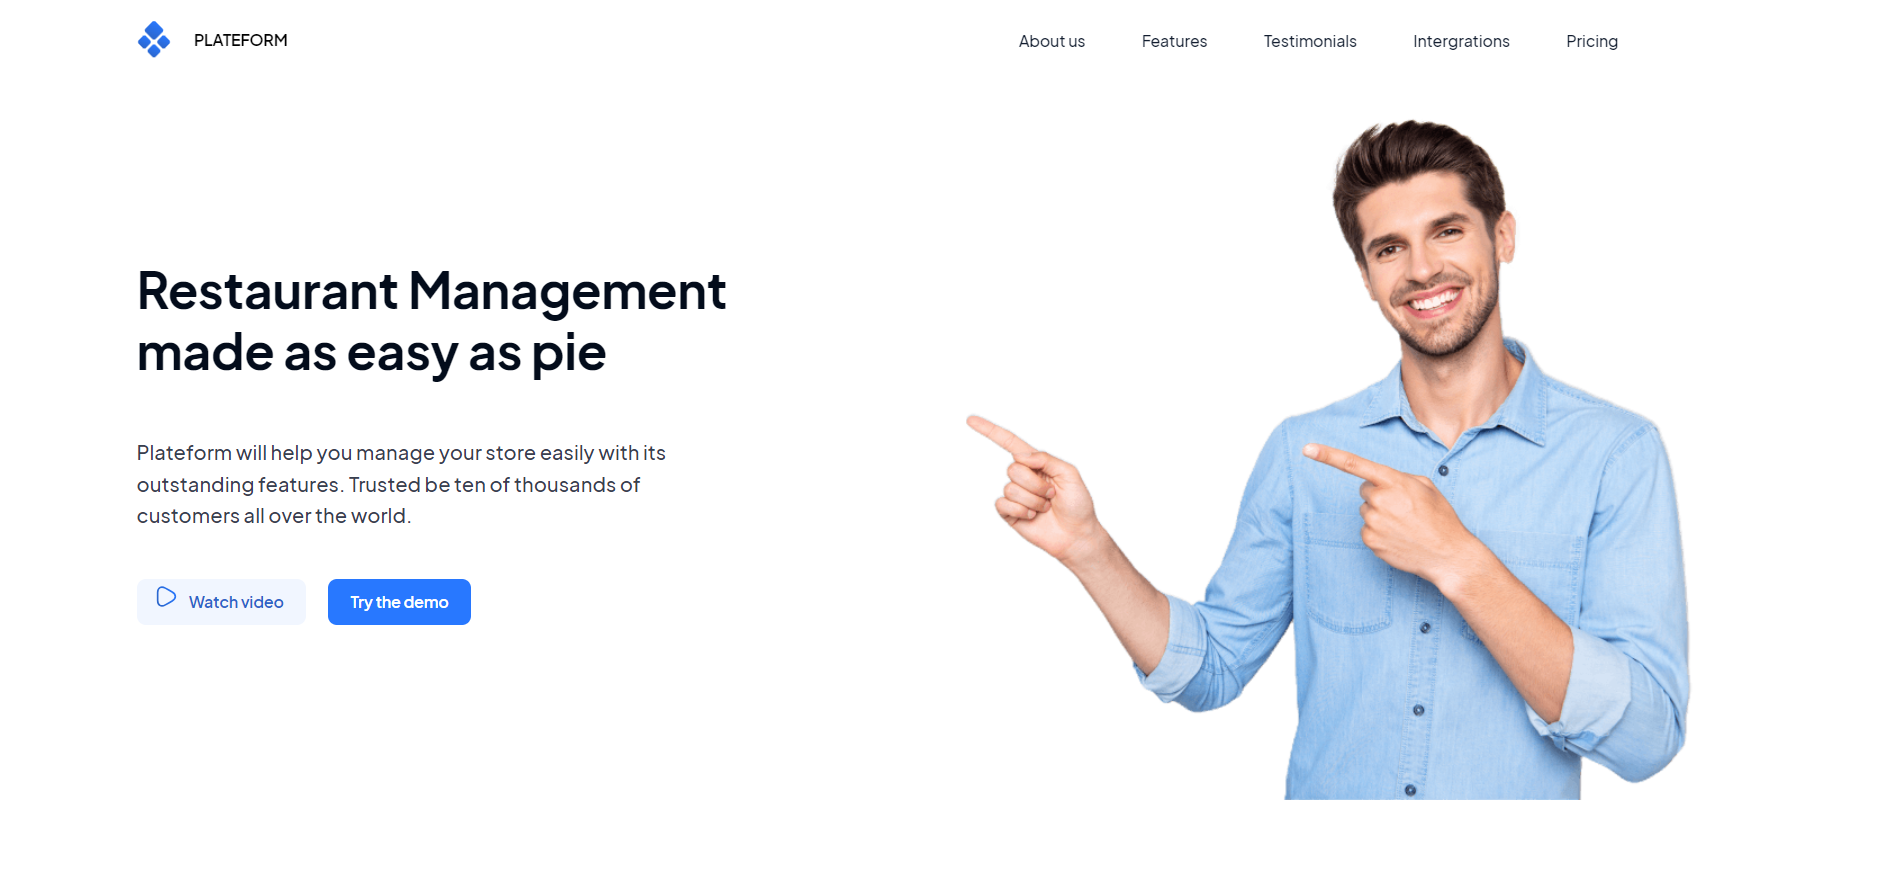 PLATEFORM
About us
Features
Testimonials
Intergrations
Pricing
Restaurant Management
made as easy as pie
Plateform will help you manage your store easily with its
outstanding features. Trusted be ten of thousands of
customers all over the world.
Watch video
Try the demo